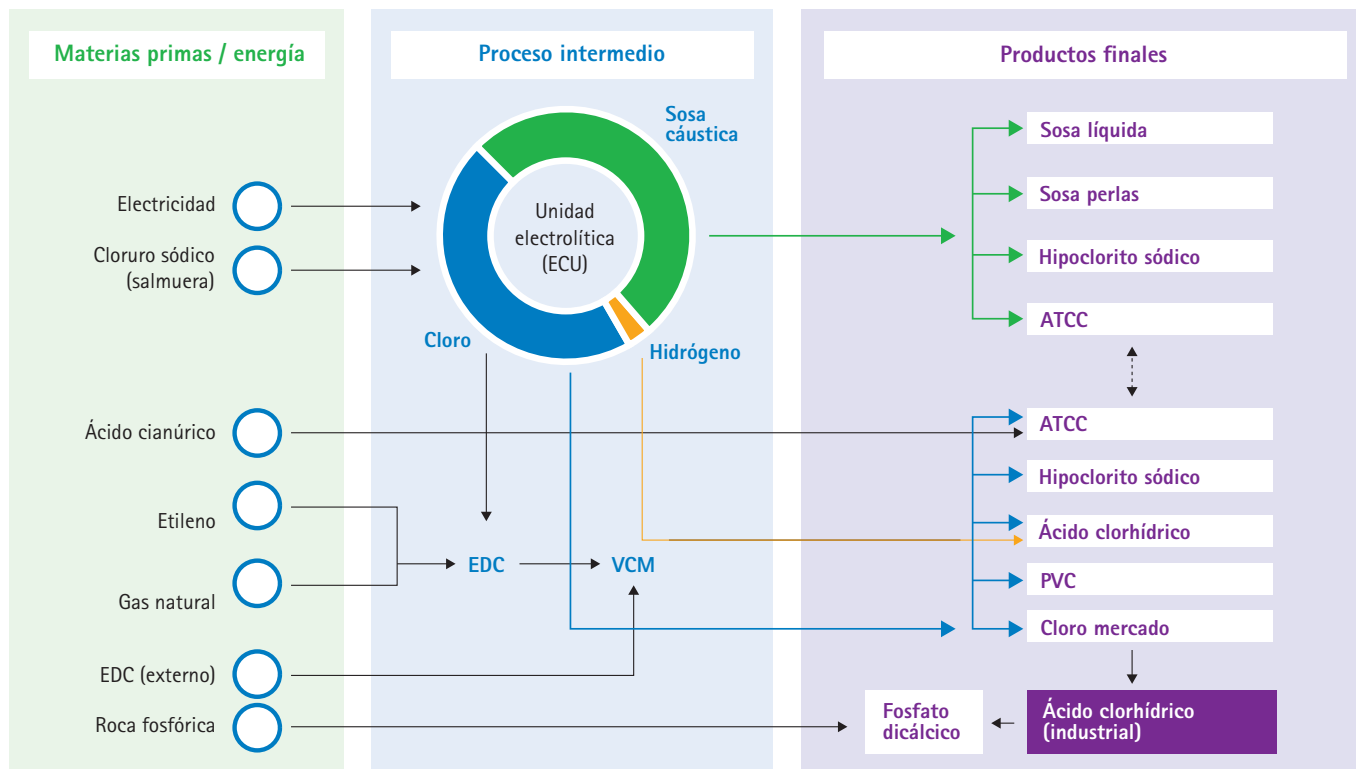 Materias primas / energía
Proceso intermedio
Productos finales
Electricidad
Cloruro sódico
(salmuera)
Ácido cianúrico
Etileno
Gas natural
EDC (externo)
Roca fosfórica
Sosa
cáustica
Unidad
electrolítica
(ECU)
Cloro
Hidrógeno
EDC
VCM
Sosa líquida
Sosa perlas
Hipoclorito sódico
ATCC
ATCC
Hipoclorito sódico
Ácido clorhídrico
PVC
Cloro mercado
Fosfato
dicálcico
Ácido clorhídrico
(industrial)